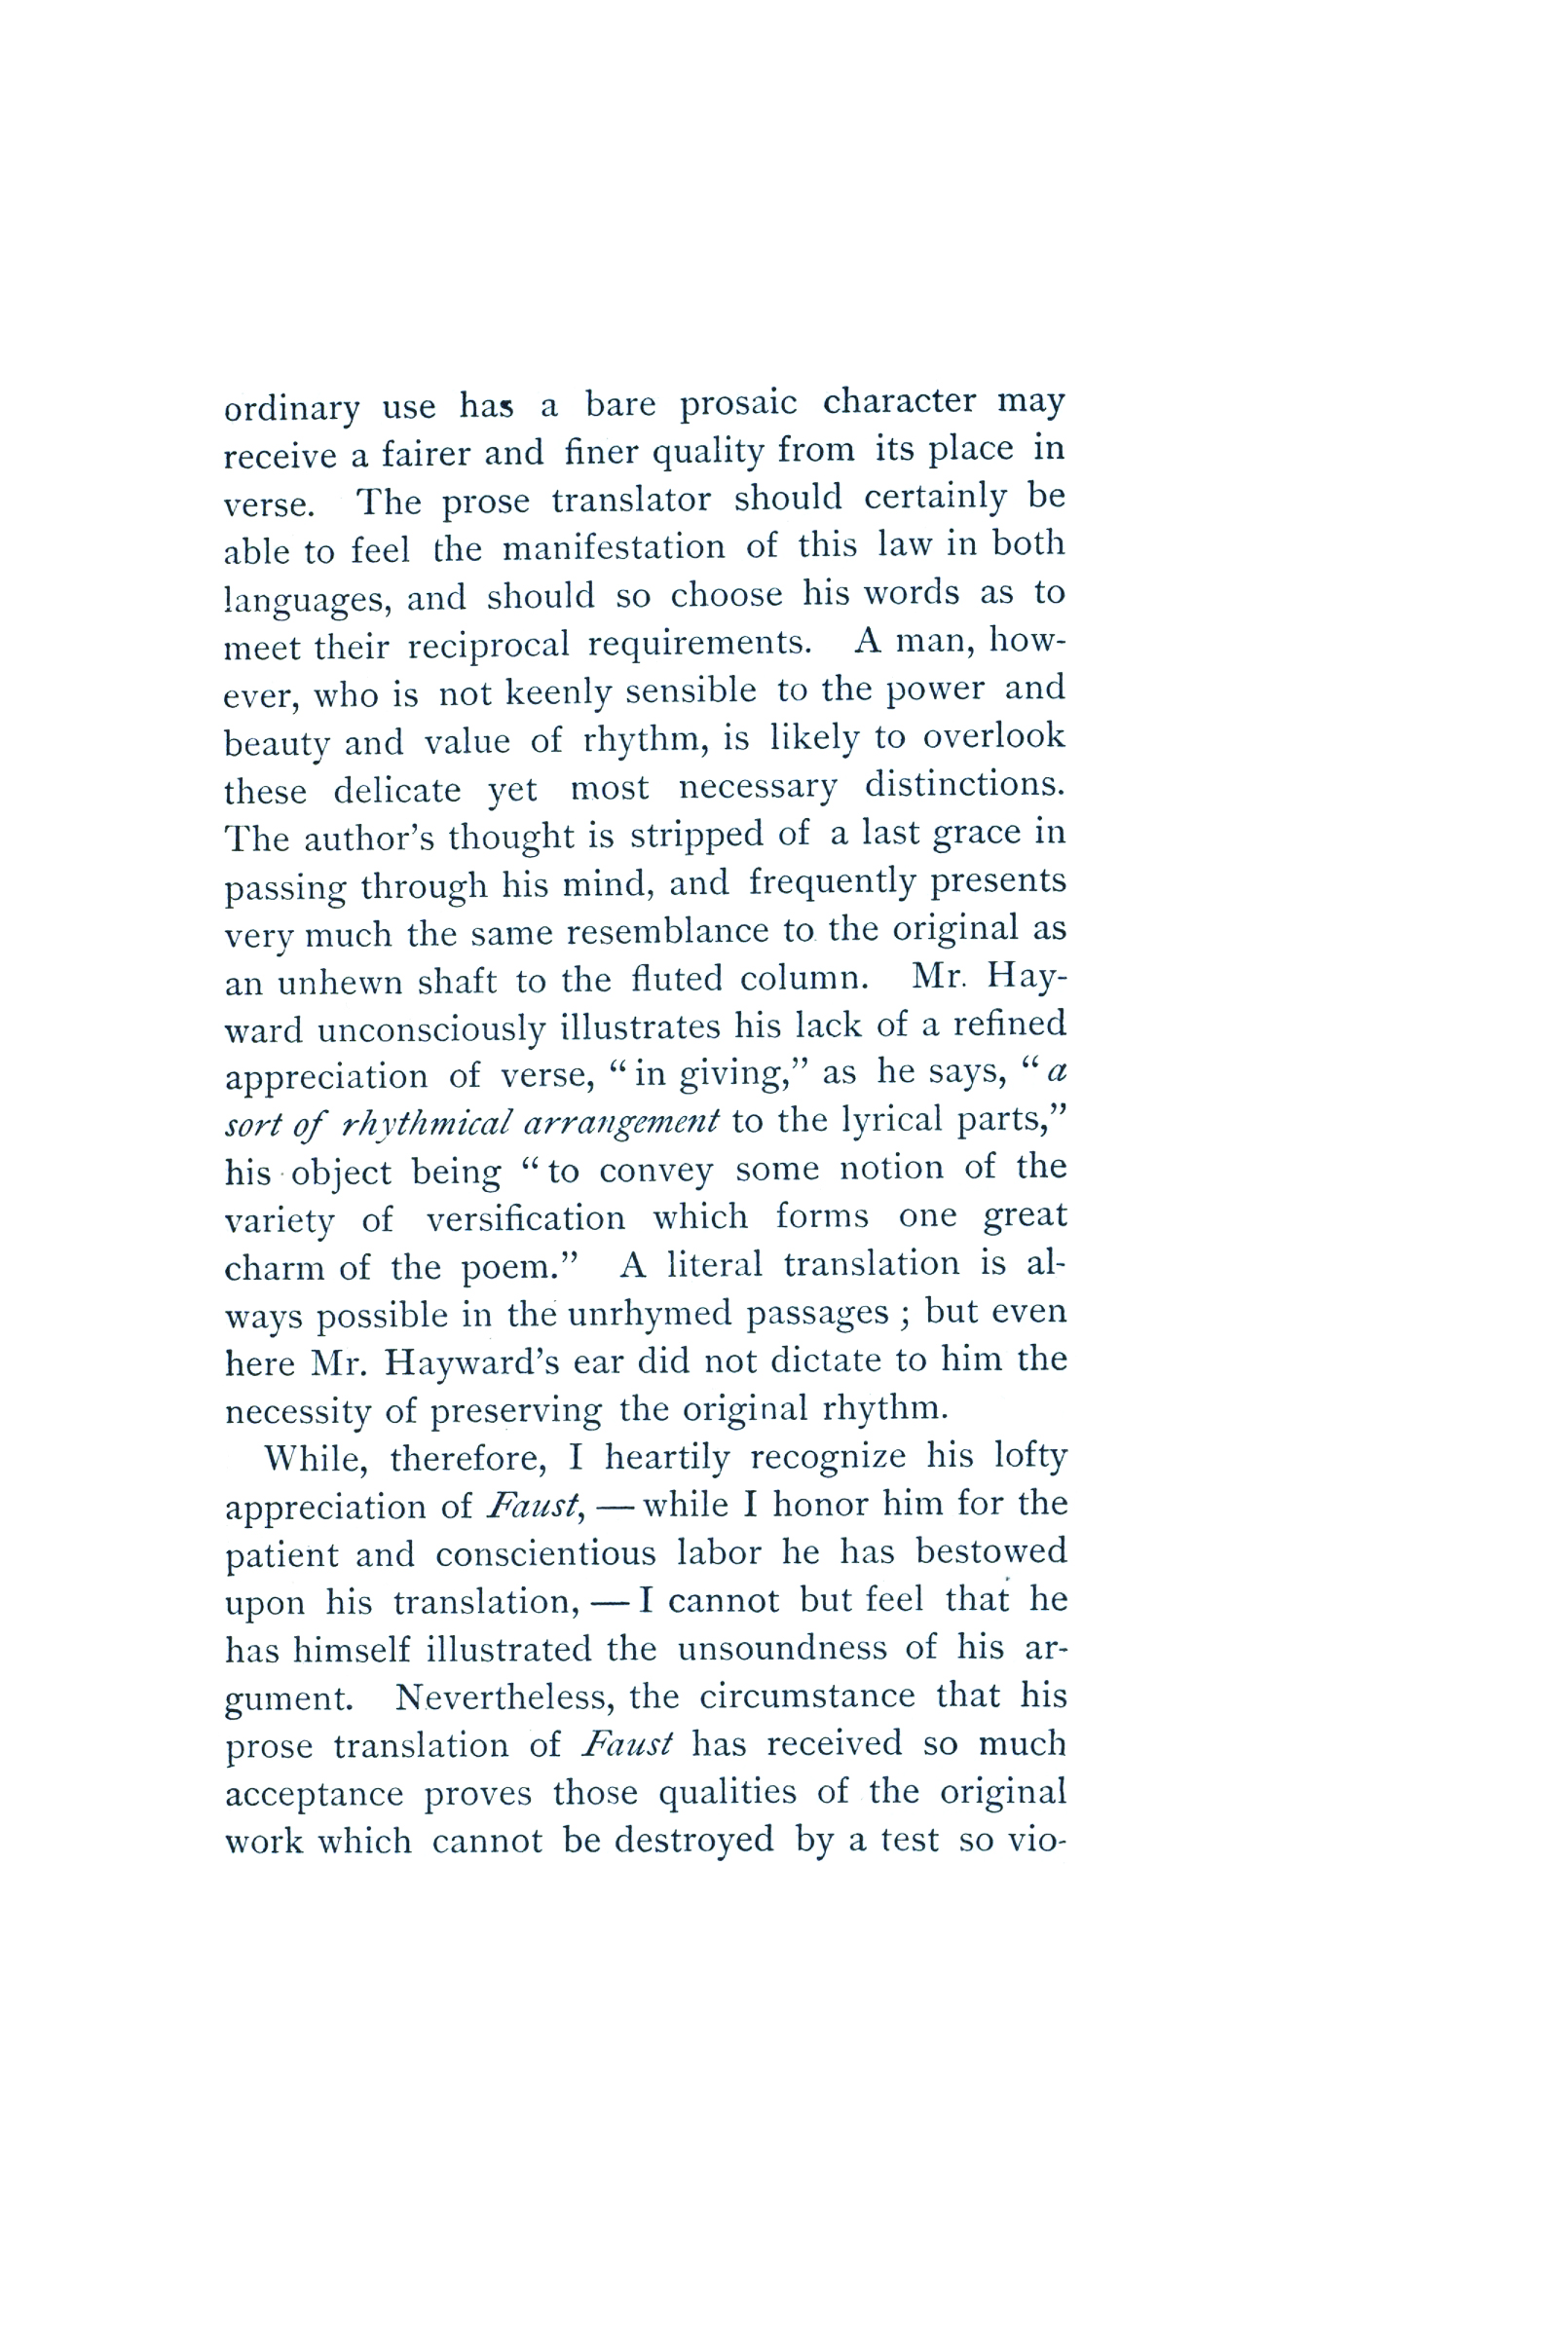 ordinary use has a bare prosaic character may
receive a fairer and finer quality from its place in
verse. The prose translator should certainly be
able to feel the manifestation of this law in both
languages, and should so choose his words as to
meet their reciprocal requirements. A man, how-
ever, who is not keenly sensible to the power and
beauty and value of rhythm, is likely to overlook
these delicate yet most necessary distinctions.
The author’s thought is stripped of a last grace in
passing through his mind, and frequently presents
very much the same resemblance to the original as
an unhewn shaft to the fluted column. Mr. Hay-
ward unconsciously illustrates his lack of a refined
appreciation of verse, “in giving,” as he says, “a
sort of rhythmical arrangement to the lyrical parts,”
his object being “to convey some notion of the
variety of versification which forms one great
charm of the poem.” A literal translation is al-
ways possible in the unrhymed passages; but even
here Mr. Hayward’s ear did not dictate to him the
necessity of preserving the original rhythm.
While, therefore, I heartily recognize his lofty
appreciation of Faust, — while I honor him for the
patient and conscientious labor he has bestowed
upon his translation, — I cannot but feel that he
has himself illustrated the unsoundness of his ar-
gument. Nevertheless, the circumstance that his
prose translation of Faust has received so much
acceptance proves those qualities of the original
work which cannot be destroyed by a test so vio-